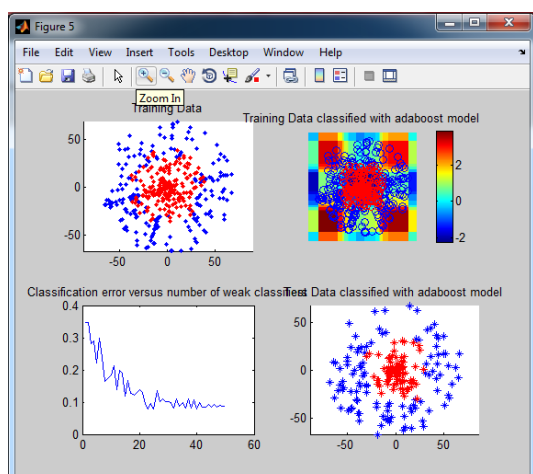 Figure 5
File Edit View Insert Tools Desktop Window Help
Zoom In
Training Data
50
0
-50
-50 0 50
Training Data classified with adaboost model
2
0
-2
Classification error versus number of weak classifiers
0.4
0.3
0.2
0.1
0
0 20 40 60
Test Data classified with adaboost model
50
0
-50
-50 0 50